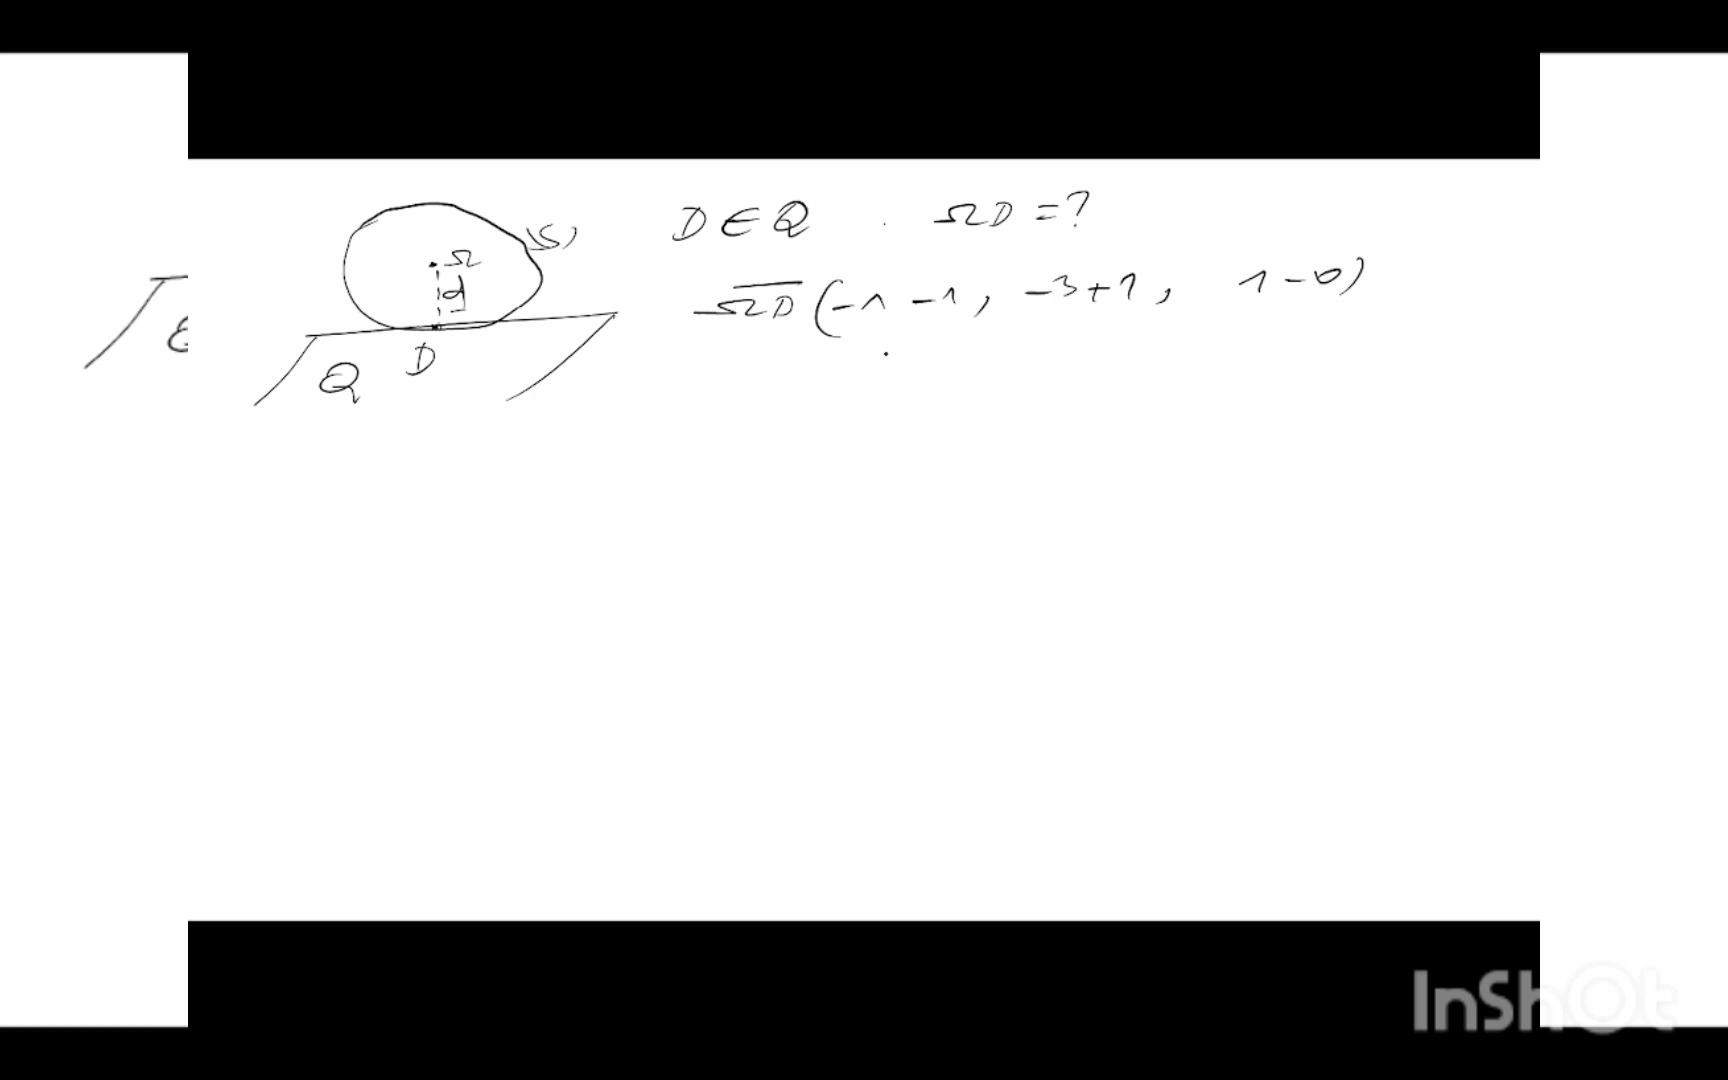 D ∈ Q . ΩD = ?
ΩD (-1 -1, -3+1, 1-0)
(S)
Ω
d
D
Q
InShot